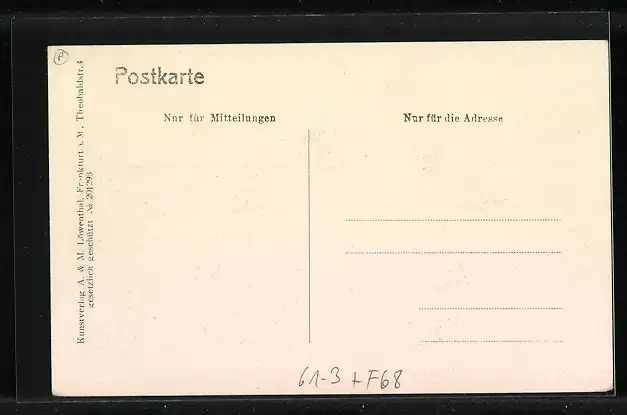 P
Postkarte
Nur für Mitteilungen
Nur für die Adresse
Kunstverlag A. & M. Löwenthal, Frankfurt a. M., Theobaldstr. 4
gesetzlich geschützt № 201293
61-3 + F68